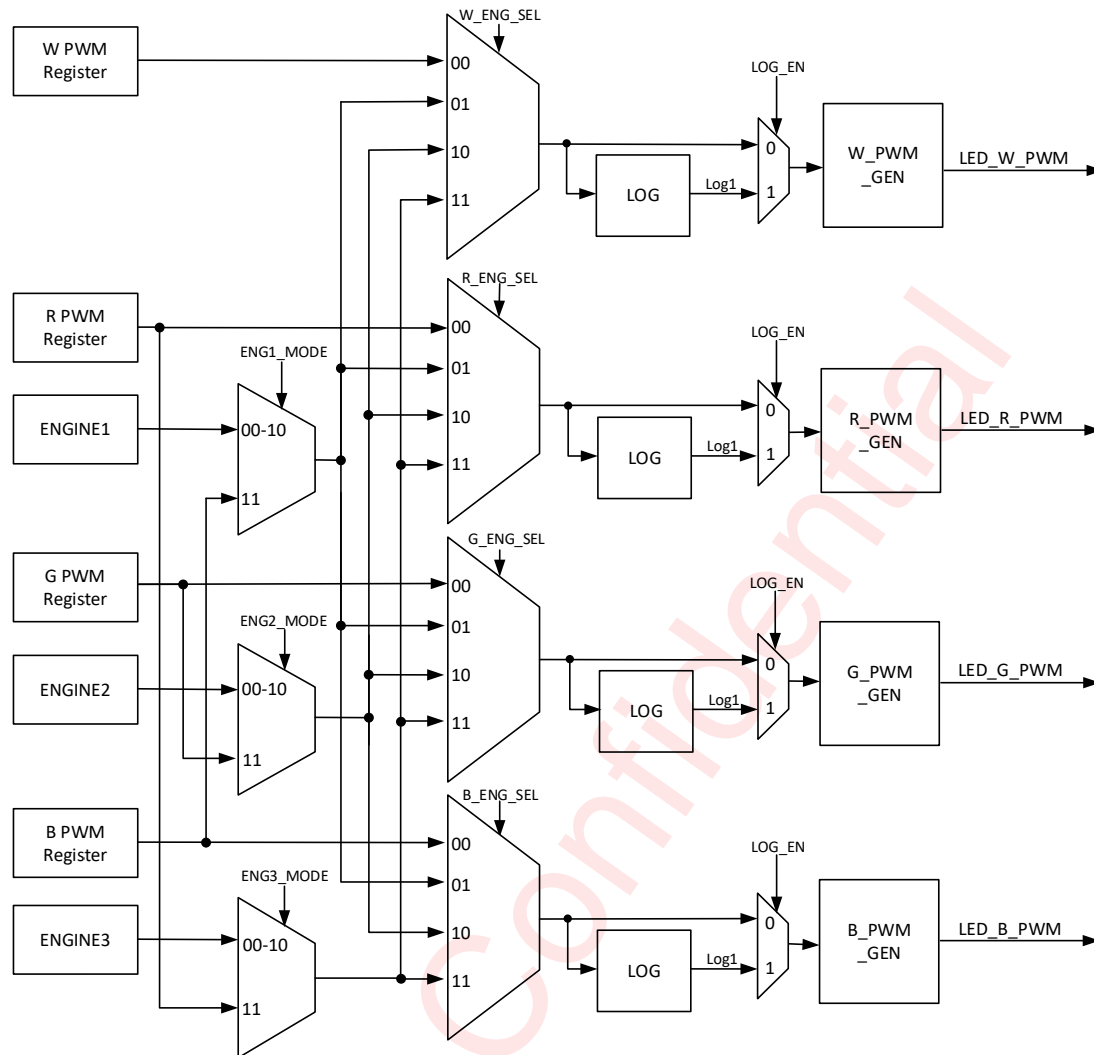 W_ENG_SEL
W PWM
Register
00
01
10
11
LOG_EN
0
1
LOG
Log1
W_PWM
_GEN
LED_W_PWM
R PWM
Register
R_ENG_SEL
00
01
10
11
LOG_EN
0
1
LOG
Log1
R_PWM
_GEN
LED_R_PWM
ENG1_MODE
ENGINE1
00-10
11
G PWM
Register
G_ENG_SEL
00
01
10
11
LOG_EN
0
1
LOG
Log1
G_PWM
_GEN
LED_G_PWM
ENG2_MODE
ENGINE2
00-10
11
B PWM
Register
B_ENG_SEL
00
01
10
11
LOG_EN
0
1
LOG
Log1
B_PWM
_GEN
LED_B_PWM
ENG3_MODE
ENGINE3
00-10
11
Confidential